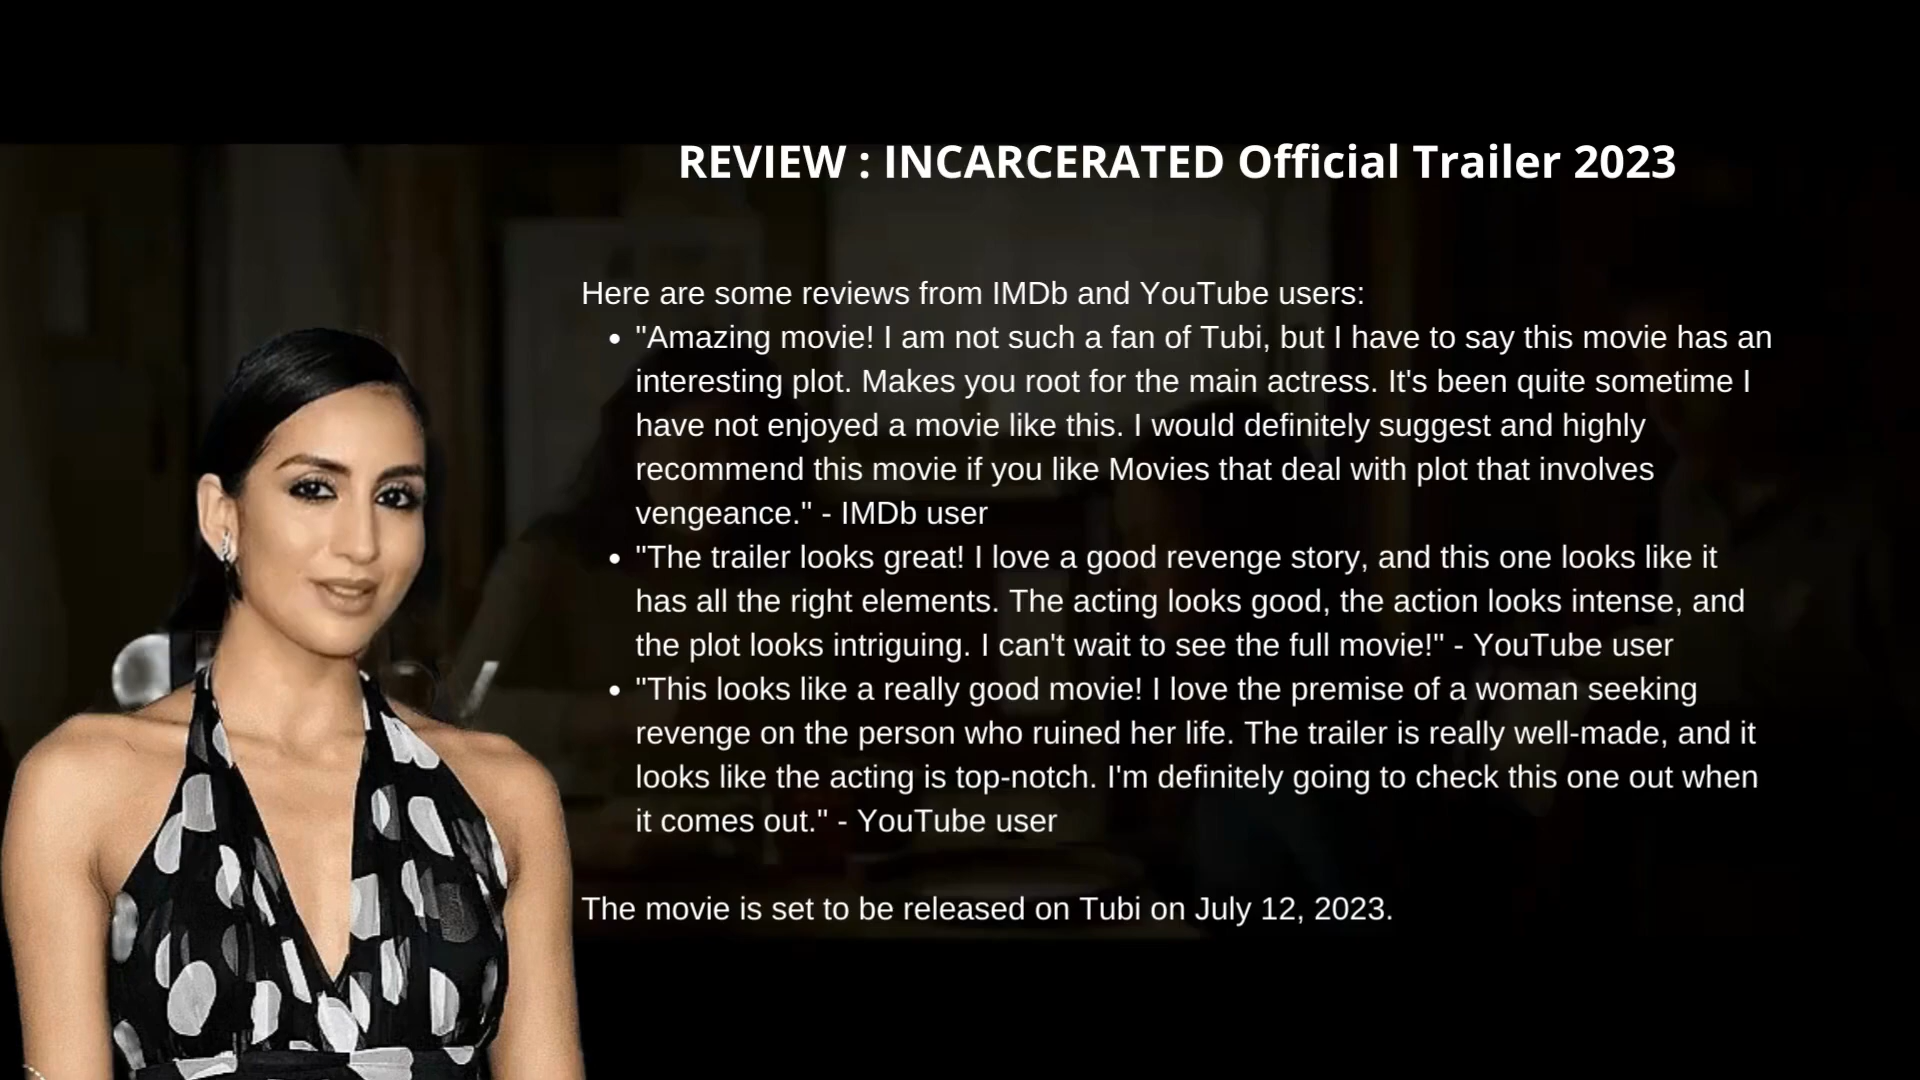 REVIEW : INCARCERATED Official Trailer 2023
Here are some reviews from IMDb and YouTube users:
• "Amazing movie! I am not such a fan of Tubi, but I have to say this movie has an
interesting plot. Makes you root for the main actress. It's been quite sometime I
have not enjoyed a movie like this. I would definitely suggest and highly
recommend this movie if you like Movies that deal with plot that involves
vengeance." - IMDb user
• "The trailer looks great! I love a good revenge story, and this one looks like it
has all the right elements. The acting looks good, the action looks intense, and
the plot looks intriguing. I can't wait to see the full movie!" - YouTube user
• "This looks like a really good movie! I love the premise of a woman seeking
revenge on the person who ruined her life. The trailer is really well-made, and it
looks like the acting is top-notch. I'm definitely going to check this one out when
it comes out." - YouTube user
The movie is set to be released on Tubi on July 12, 2023.